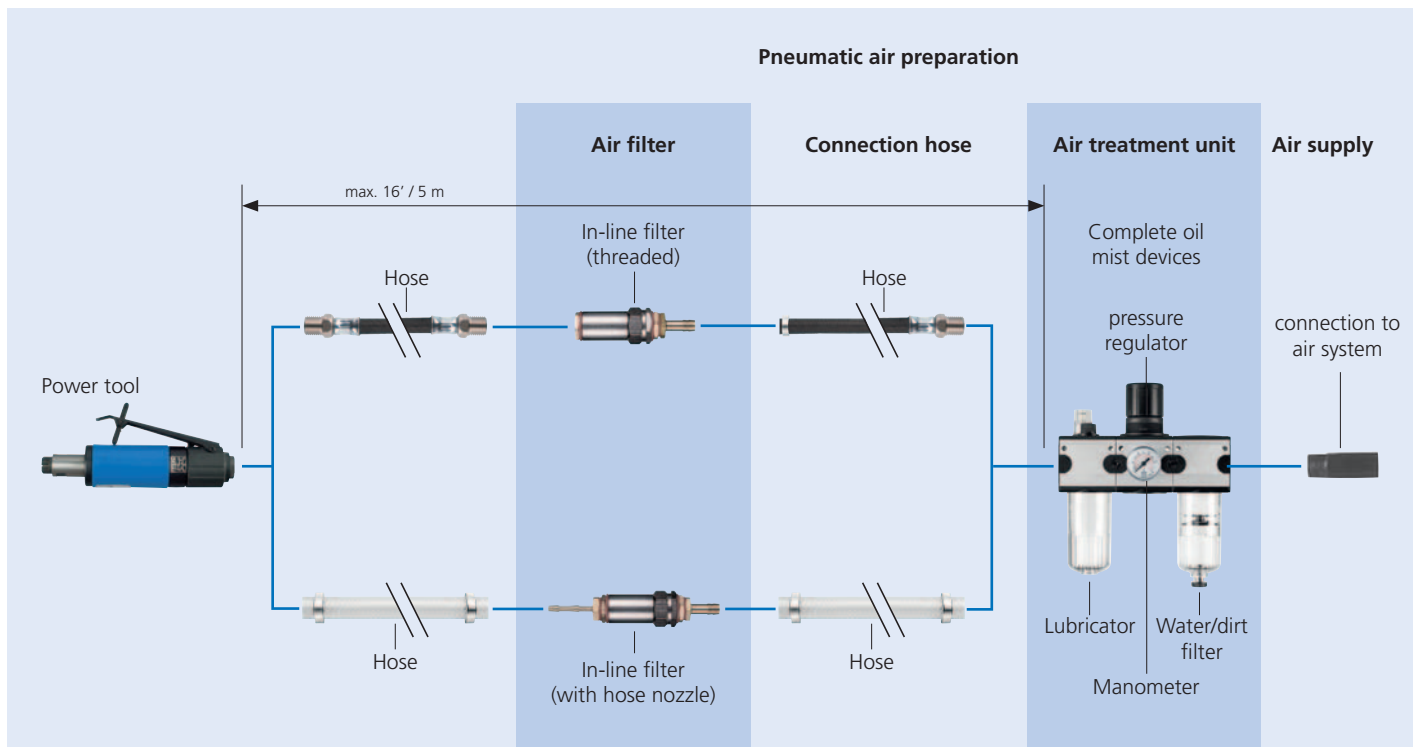 Pneumatic air preparation
Air filter
Connection hose
Air treatment unit
Air supply
max. 16’ / 5 m
In-line filter
(threaded)
Complete oil
mist devices
Hose
Hose
pressure
regulator
connection to
air system
Power tool
Hose
In-line filter
(with hose nozzle)
Hose
Lubricator
Water/dirt
filter
Manometer